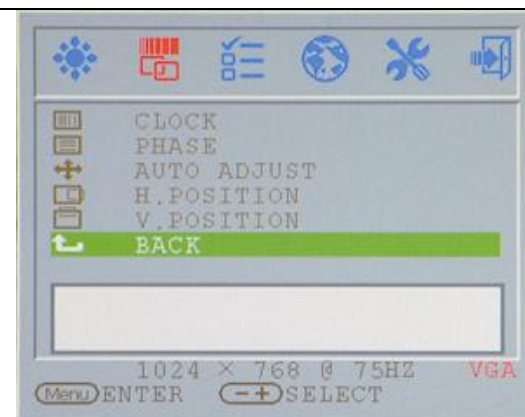 CLOCK
PHASE
AUTO ADJUST
H.POSITION
V.POSITION
BACK
1024 × 768 @ 75HZ VGA
Menu ENTER - + SELECT